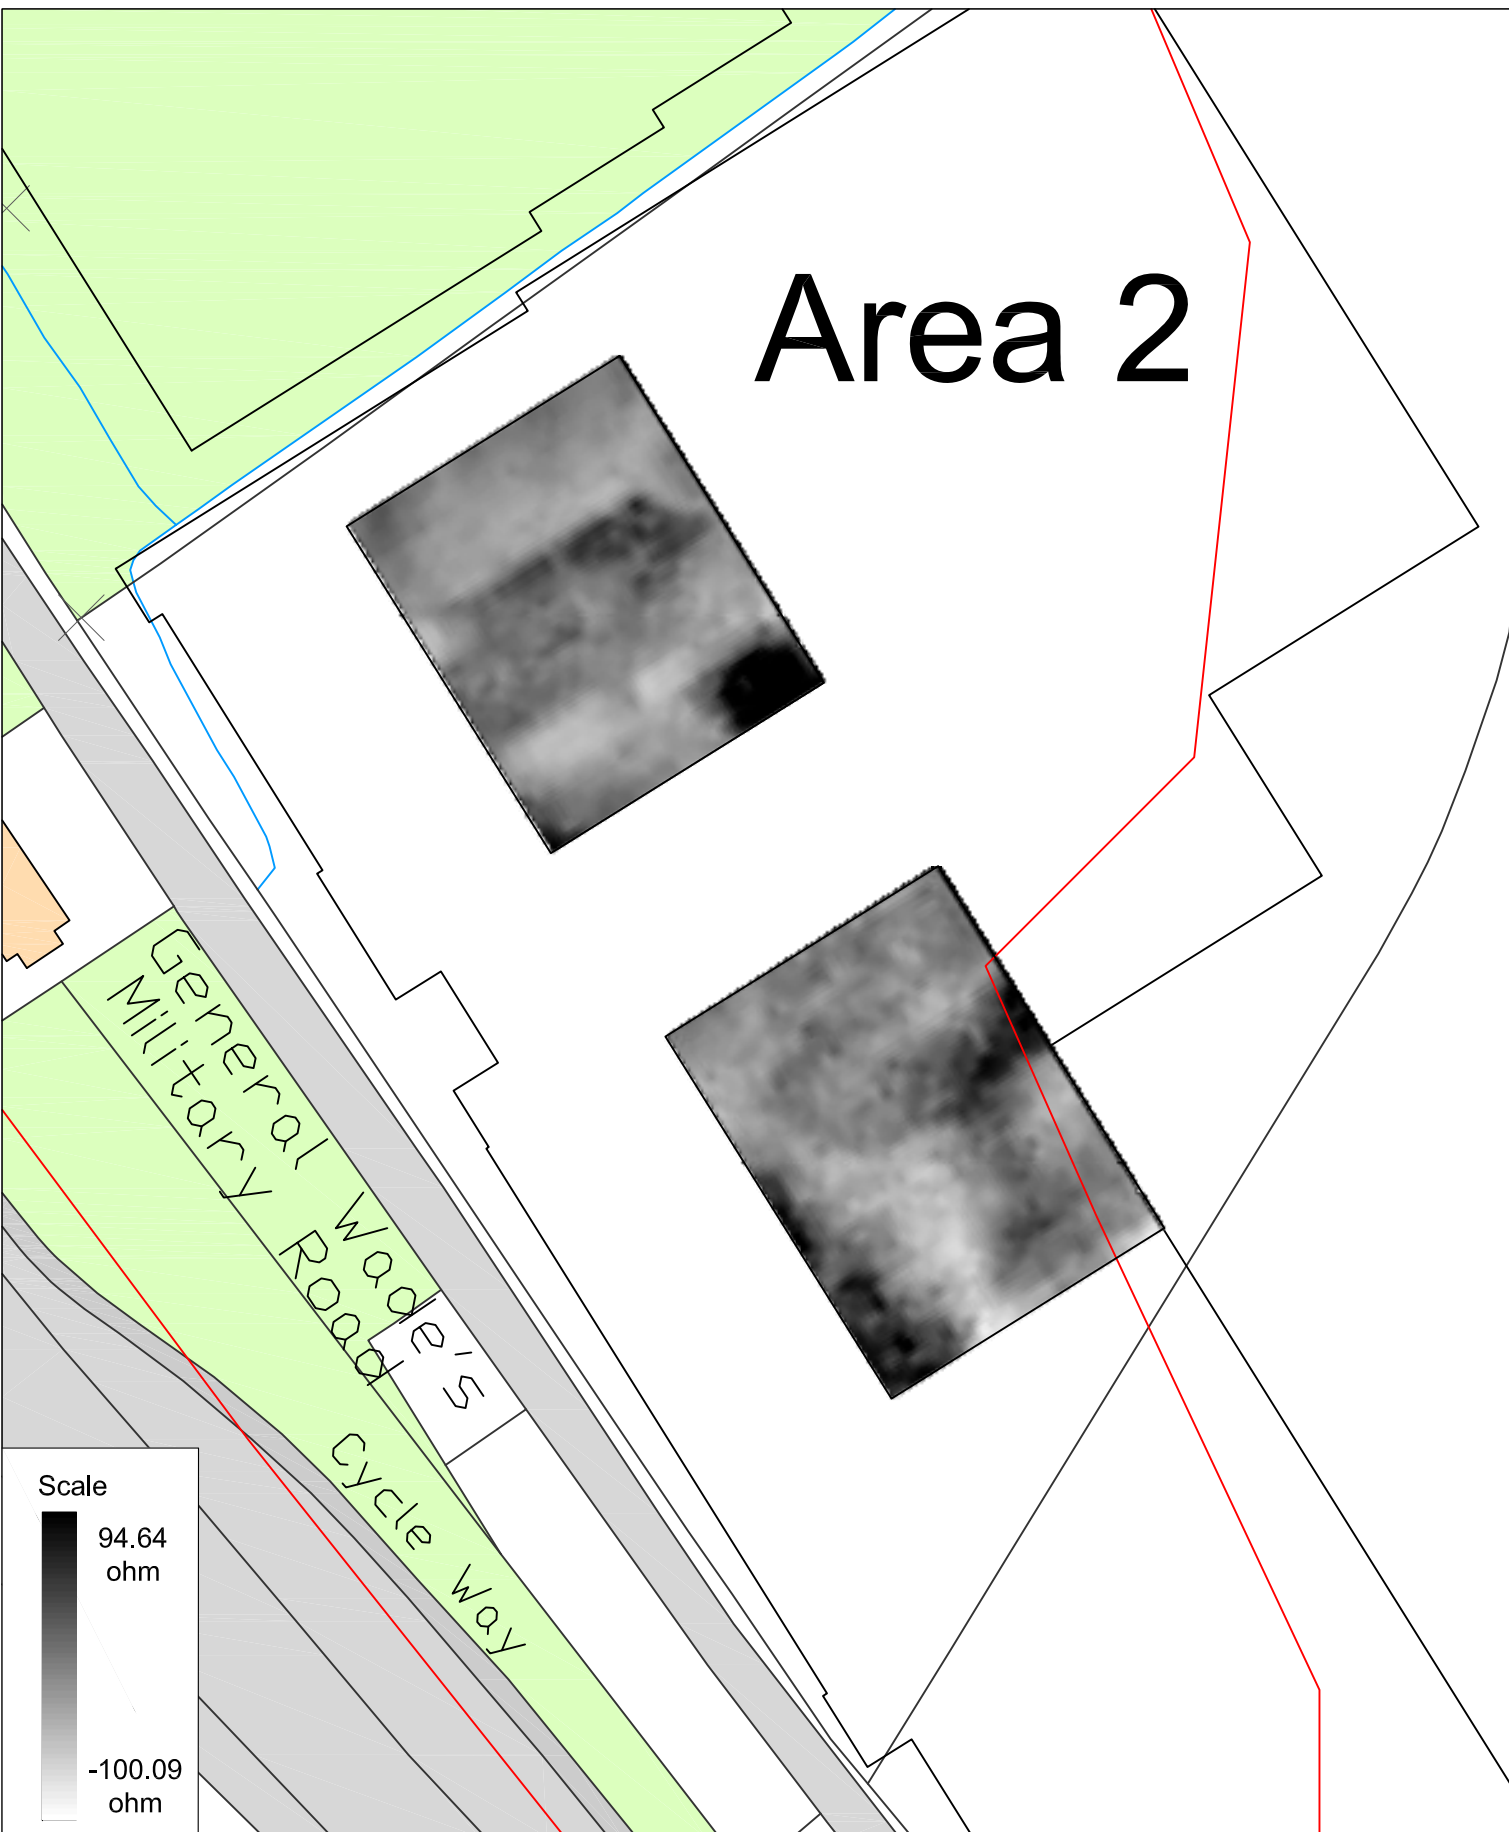 Area 2
General Wade's
Military Road
Cycle Way
Scale
94.64
ohm
-100.09
ohm